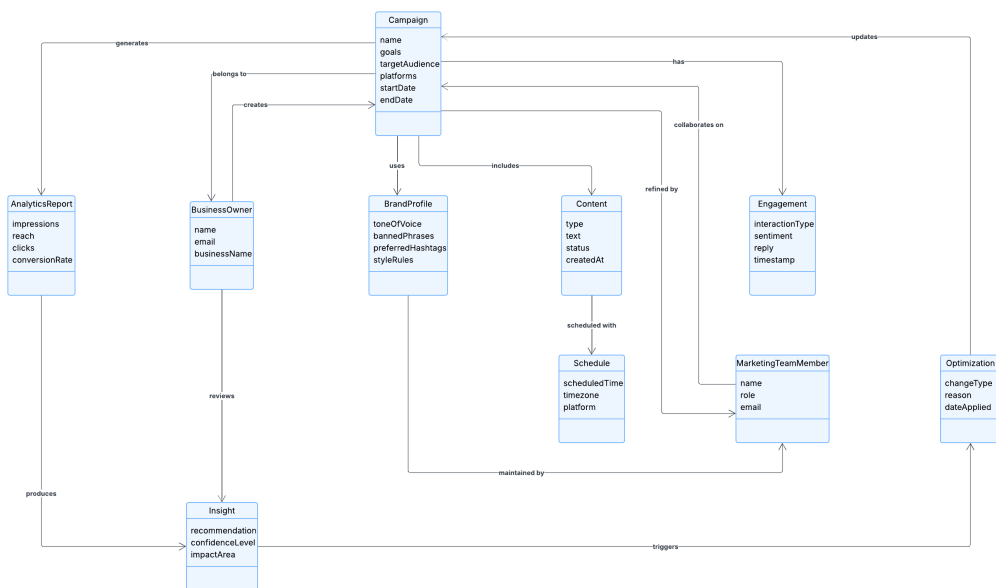 Campaign
name
goals
targetAudience
platforms
startDate
endDate
generates
belongs to
creates
updates
has
collaborates on
refined by
uses
includes
AnalyticsReport
impressions
reach
clicks
conversionRate
BusinessOwner
name
email
businessName
BrandProfile
toneOfVoice
bannedPhrases
preferredHashtags
styleRules
Content
type
text
status
createdAt
Engagement
interactionType
sentiment
reply
timestamp
scheduled with
Schedule
scheduledTime
timezone
platform
MarketingTeamMember
name
role
email
Optimization
changeType
reason
dateApplied
reviews
maintained by
produces
Insight
recommendation
confidenceLevel
impactArea
triggers